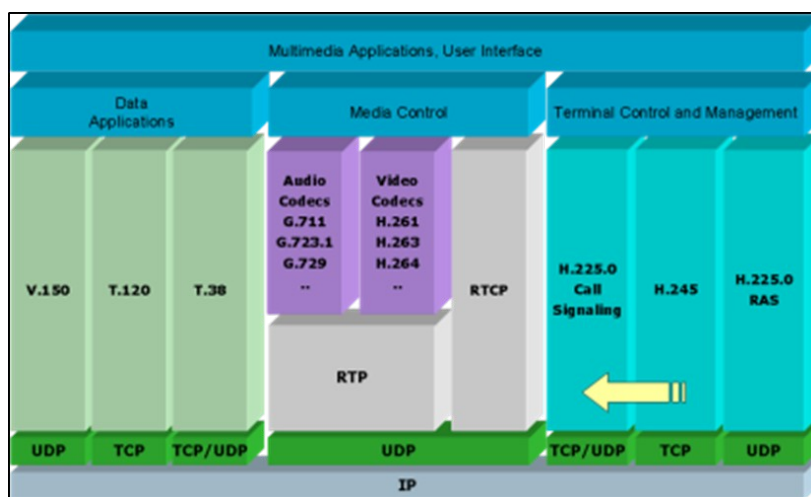 Multimedia Applications, User Interface
Data
Applications
Media Control
Terminal Control and Management
V.150
T.120
T.38
Audio
Codecs
G.711
G.723.1
G.729
..
Video
Codecs
H.261
H.263
H.264
..
RTP
RTCP
H.225.0
Call
Signaling
H.245
H.225.0
RAS
UDP
TCP
TCP/UDP
UDP
TCP/UDP
TCP
UDP
IP